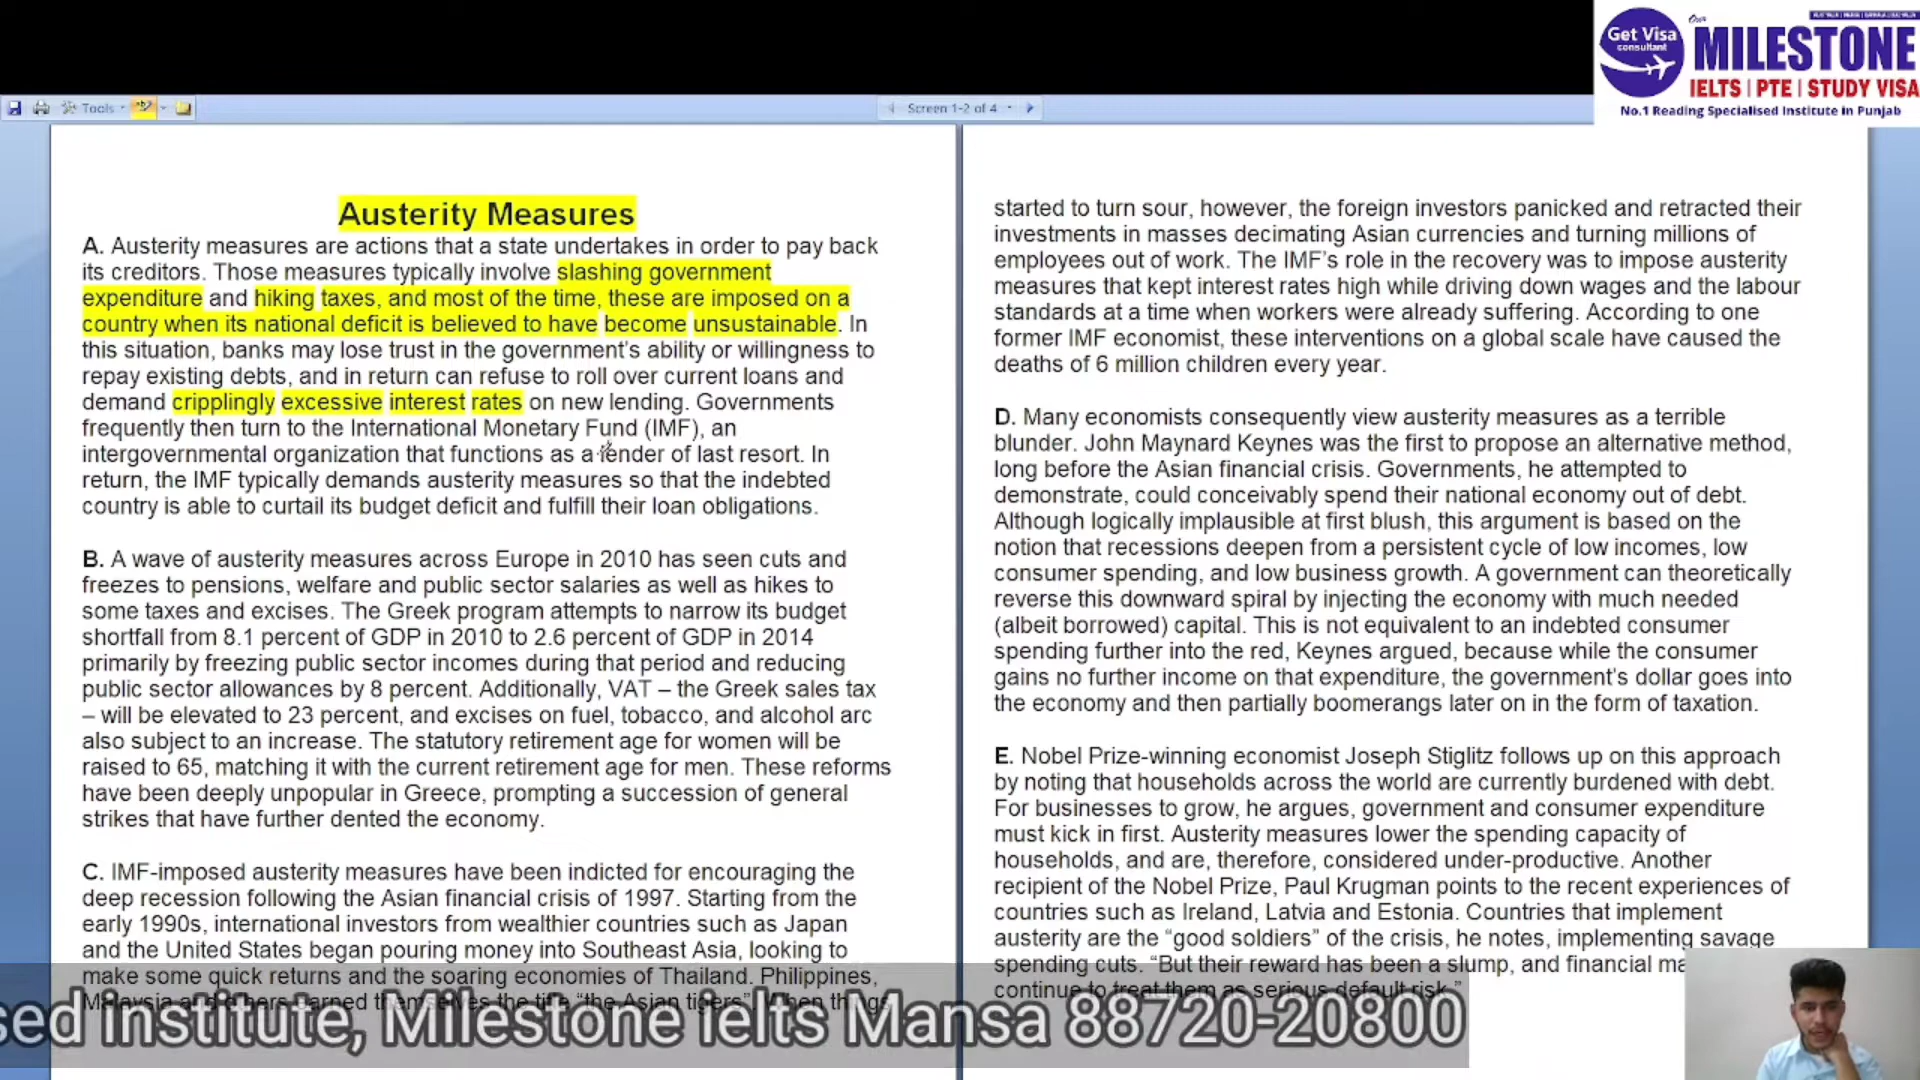 Get Visa
consultant
Our
MILESTONE
IELTS | PTE | STUDY VISA
No.1 Reading Specialised Institute in Punjab
Tools
Screen 1-2 of 4
Austerity Measures
A. Austerity measures are actions that a state undertakes in order to pay back
its creditors. Those measures typically involve slashing government
expenditure and hiking taxes, and most of the time, these are imposed on a
country when its national deficit is believed to have become unsustainable. In
this situation, banks may lose trust in the government's ability or willingness to
repay existing debts, and in return can refuse to roll over current loans and
demand cripplingly excessive interest rates on new lending. Governments
frequently then turn to the International Monetary Fund (IMF), an
intergovernmental organization that functions as a lender of last resort. In
return, the IMF typically demands austerity measures so that the indebted
country is able to curtail its budget deficit and fulfill their loan obligations.
B. A wave of austerity measures across Europe in 2010 has seen cuts and
freezes to pensions, welfare and public sector salaries as well as hikes to
some taxes and excises. The Greek program attempts to narrow its budget
shortfall from 8.1 percent of GDP in 2010 to 2.6 percent of GDP in 2014
primarily by freezing public sector incomes during that period and reducing
public sector allowances by 8 percent. Additionally, VAT – the Greek sales tax
– will be elevated to 23 percent, and excises on fuel, tobacco, and alcohol arc
also subject to an increase. The statutory retirement age for women will be
raised to 65, matching it with the current retirement age for men. These reforms
have been deeply unpopular in Greece, prompting a succession of general
strikes that have further dented the economy.
C. IMF-imposed austerity measures have been indicted for encouraging the
deep recession following the Asian financial crisis of 1997. Starting from the
early 1990s, international investors from wealthier countries such as Japan
and the United States began pouring money into Southeast Asia, looking to
make some quick returns and the soaring economies of Thailand. Philippines,
Malaysia and others earned themselves the title "the Asian tigers". When things
started to turn sour, however, the foreign investors panicked and retracted their
investments in masses decimating Asian currencies and turning millions of
employees out of work. The IMF's role in the recovery was to impose austerity
measures that kept interest rates high while driving down wages and the labour
standards at a time when workers were already suffering. According to one
former IMF economist, these interventions on a global scale have caused the
deaths of 6 million children every year.
D. Many economists consequently view austerity measures as a terrible
blunder. John Maynard Keynes was the first to propose an alternative method,
long before the Asian financial crisis. Governments, he attempted to
demonstrate, could conceivably spend their national economy out of debt.
Although logically implausible at first blush, this argument is based on the
notion that recessions deepen from a persistent cycle of low incomes, low
consumer spending, and low business growth. A government can theoretically
reverse this downward spiral by injecting the economy with much needed
(albeit borrowed) capital. This is not equivalent to an indebted consumer
spending further into the red, Keynes argued, because while the consumer
gains no further income on that expenditure, the government's dollar goes into
the economy and then partially boomerangs later on in the form of taxation.
E. Nobel Prize-winning economist Joseph Stiglitz follows up on this approach
by noting that households across the world are currently burdened with debt.
For businesses to grow, he argues, government and consumer expenditure
must kick in first. Austerity measures lower the spending capacity of
households, and are, therefore, considered under-productive. Another
recipient of the Nobel Prize, Paul Krugman points to the recent experiences of
countries such as Ireland, Latvia and Estonia. Countries that implement
austerity are the "good soldiers" of the crisis, he notes, implementing savage
spending cuts. "But their reward has been a slump, and financial ma
continue to treat them as serious default risk."
sed institute, Milestone ielts Mansa 88720-20800